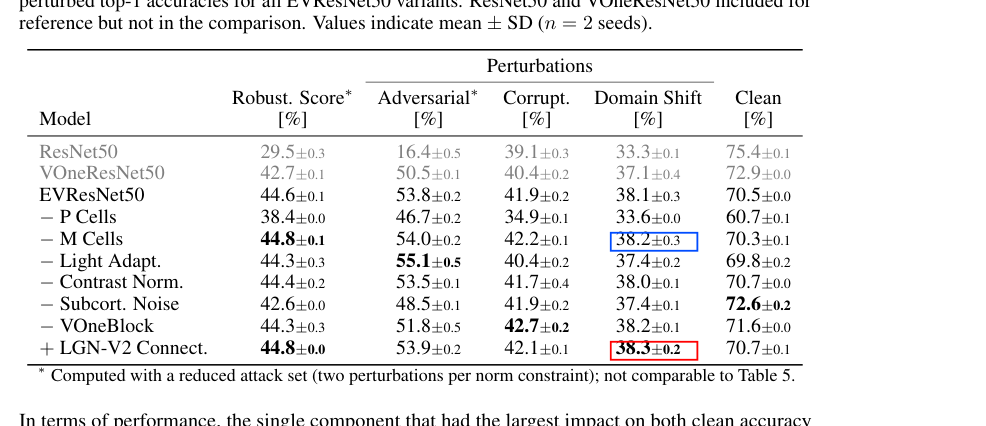 perturbed top-1 accuracies for all EVResNet50 variants. ResNet50 and VOneResNet50 included for
reference but not in the comparison. Values indicate mean ± SD (n = 2 seeds).
Perturbations
Robust. Score* Adversarial* Corrupt. Domain Shift Clean
Model [%] [%] [%] [%] [%]
ResNet50 29.5±0.3 16.4±0.5 39.1±0.3 33.3±0.1 75.4±0.1
VOneResNet50 42.7±0.1 50.5±0.1 40.4±0.2 37.1±0.4 72.9±0.0
EVResNet50 44.6±0.1 53.8±0.2 41.9±0.2 38.1±0.3 70.5±0.0
− P Cells 38.4±0.0 46.7±0.2 34.9±0.1 33.6±0.0 60.7±0.1
− M Cells 44.8±0.1 54.0±0.2 42.2±0.1 38.2±0.3 70.3±0.1
− Light Adapt. 44.3±0.3 55.1±0.5 40.4±0.2 37.4±0.2 69.8±0.2
− Contrast Norm. 44.4±0.2 53.5±0.1 41.7±0.4 38.0±0.1 70.7±0.0
− Subcort. Noise 42.6±0.0 48.5±0.1 41.9±0.2 37.4±0.1 72.6±0.2
− VOneBlock 44.3±0.3 51.8±0.5 42.7±0.2 38.2±0.1 71.6±0.0
+ LGN-V2 Connect. 44.8±0.0 53.9±0.2 42.1±0.1 38.3±0.2 70.7±0.1
* Computed with a reduced attack set (two perturbations per norm constraint); not comparable to Table 5.
In terms of performance, the single component that had the largest impact on both clean accuracy